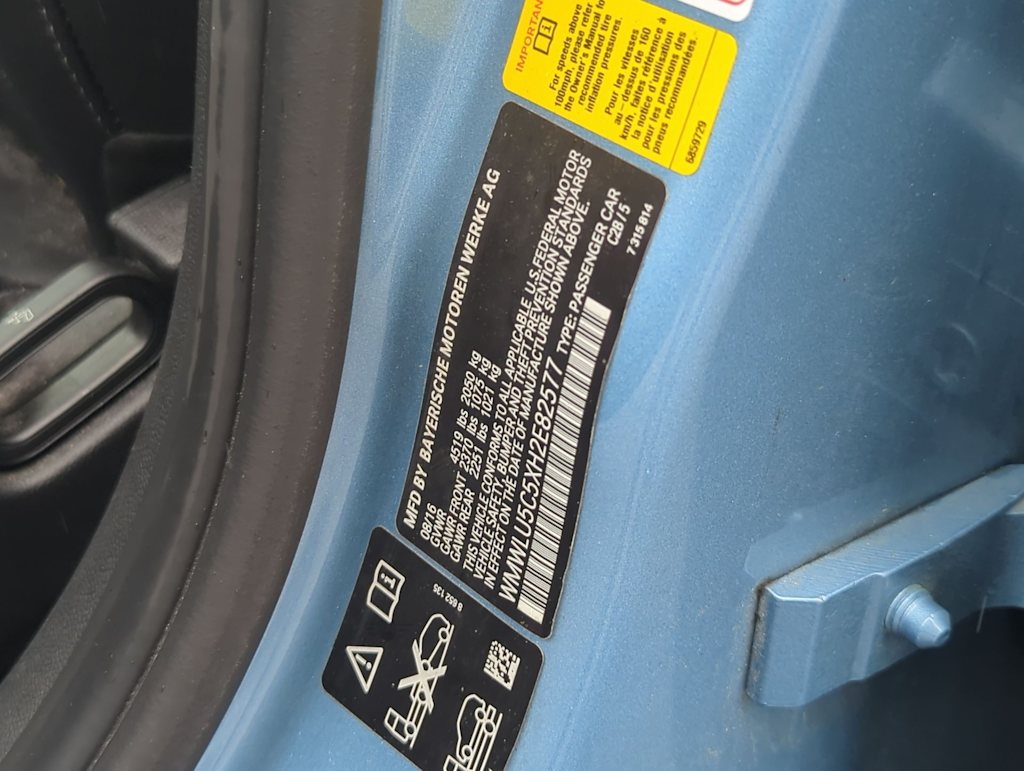 IMPORTAN
For speeds above
100mph, please refer
the Owner's Manual fo
recommended tire
inflation pressures.
Pour les vitesses
au-dessus de 160
km/h, faites référence à
la notice d'utilisation
pour les pressions des
pneus recommandées.
6859729
MFD BY BAYERISCHE MOTOREN WERKE AG
08/16
GVWR 4519 lbs 2050 kg
GAWR FRONT 2370 lbs 1075 kg
GAWR REAR 2251 lbs 1021 kg
THIS VEHICLE CONFORMS TO ALL APPLICABLE U.S. FEDERAL MOTOR
VEHICLE SAFETY, BUMPER AND THEFT PREVENTION STANDARDS
IN EFFECT ON DATE OF MANUFACTURE SHOWN ABOVE.
WMWLU5C5XH2E82577 TYPE: PASSENGER CAR
C28/5
7315814
8 652 135